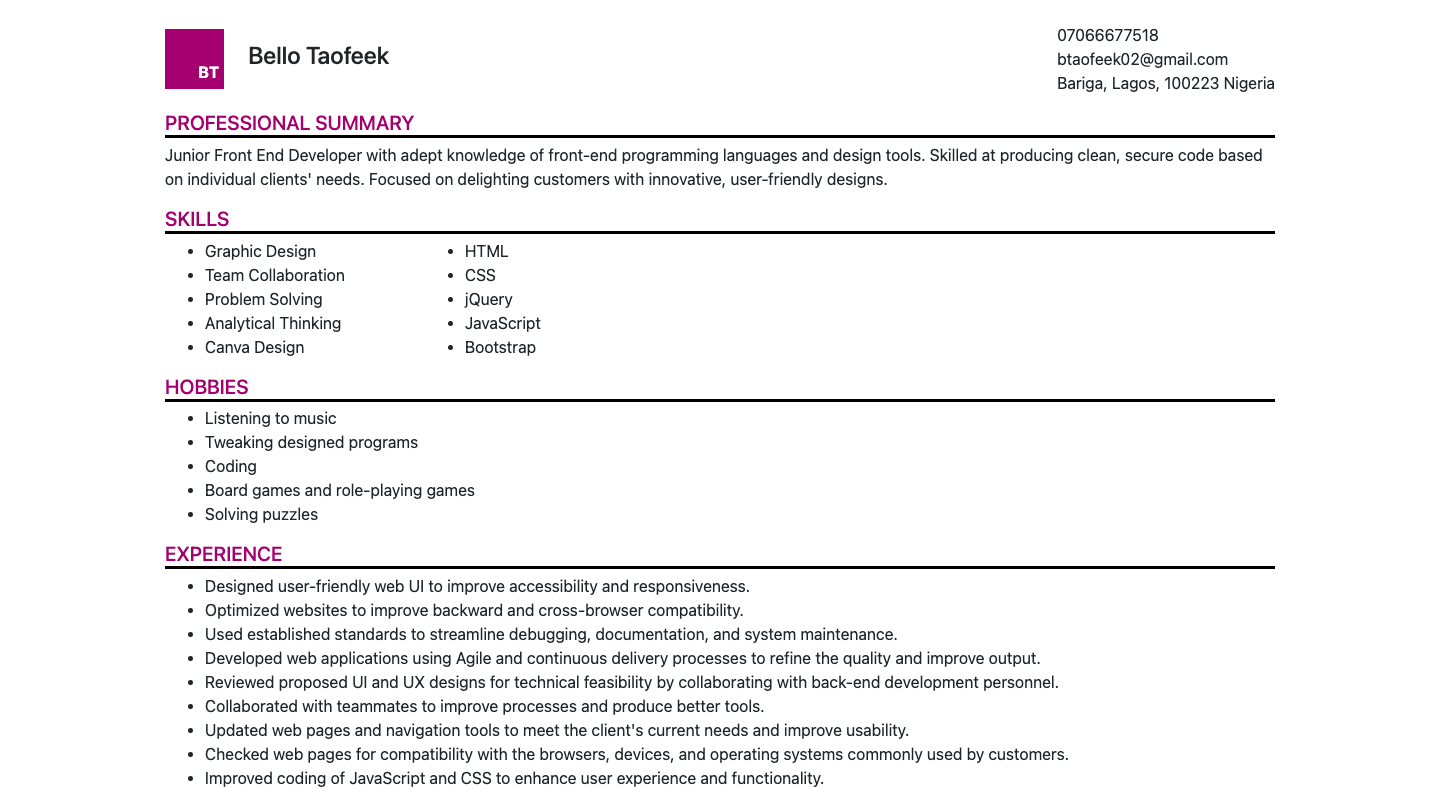 BT
Bello Taofeek
07066677518
btaofeek02@gmail.com
Bariga, Lagos, 100223 Nigeria
PROFESSIONAL SUMMARY
Junior Front End Developer with adept knowledge of front-end programming languages and design tools. Skilled at producing clean, secure code based
on individual clients' needs. Focused on delighting customers with innovative, user-friendly designs.
SKILLS
Graphic Design
Team Collaboration
Problem Solving
Analytical Thinking
Canva Design
HTML
CSS
jQuery
JavaScript
Bootstrap
HOBBIES
Listening to music
Tweaking designed programs
Coding
Board games and role-playing games
Solving puzzles
EXPERIENCE
Designed user-friendly web UI to improve accessibility and responsiveness.
Optimized websites to improve backward and cross-browser compatibility.
Used established standards to streamline debugging, documentation, and system maintenance.
Developed web applications using Agile and continuous delivery processes to refine the quality and improve output.
Reviewed proposed UI and UX designs for technical feasibility by collaborating with back-end development personnel.
Collaborated with teammates to improve processes and produce better tools.
Updated web pages and navigation tools to meet the client's current needs and improve usability.
Checked web pages for compatibility with the browsers, devices, and operating systems commonly used by customers.
Improved coding of JavaScript and CSS to enhance user experience and functionality.